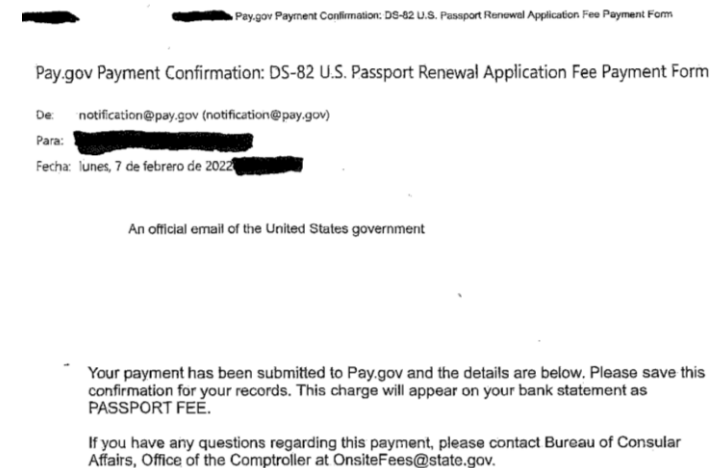 Pay.gov Payment Confirmation: DS-82 U.S. Passport Renewal Application Fee Payment Form
Pay.gov Payment Confirmation: DS-82 U.S. Passport Renewal Application Fee Payment Form
De: notification@pay.gov (notification@pay.gov)
Para:
Fecha: lunes, 7 de febrero de 2022
An official email of the United States government
Your payment has been submitted to Pay.gov and the details are below. Please save this
confirmation for your records. This charge will appear on your bank statement as
PASSPORT FEE.
If you have any questions regarding this payment, please contact Bureau of Consular
Affairs, Office of the Comptroller at OnsiteFees@state.gov.